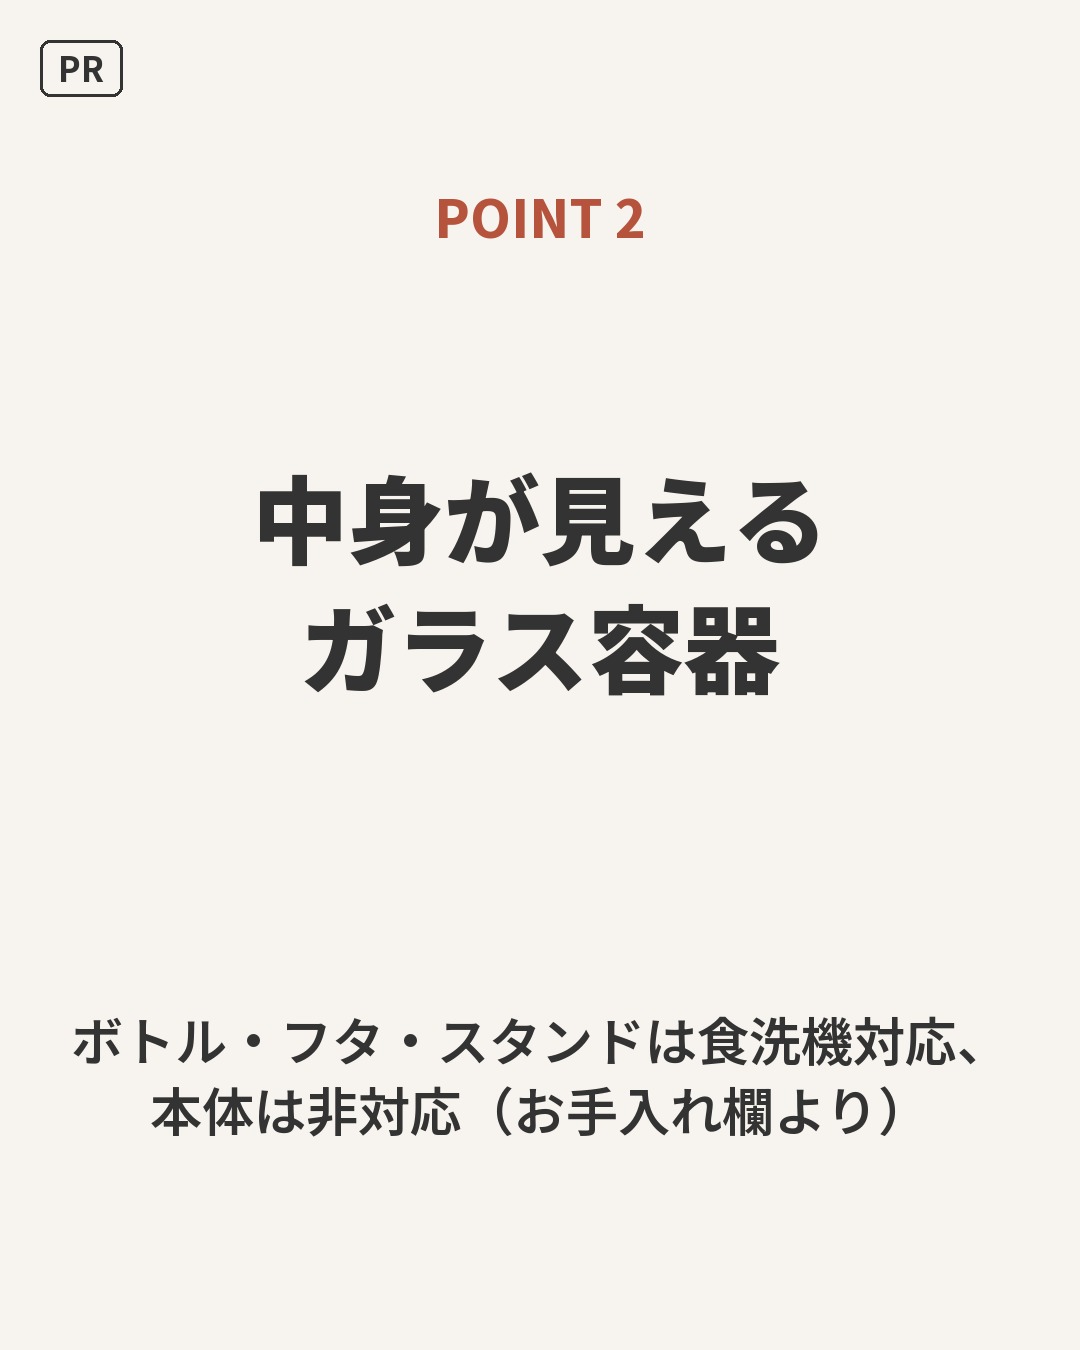 PR
POINT 2
中身が見える
ガラス容器
ボトル・フタ・スタンドは食洗機対応、
本体は非対応（お手入れ欄より）